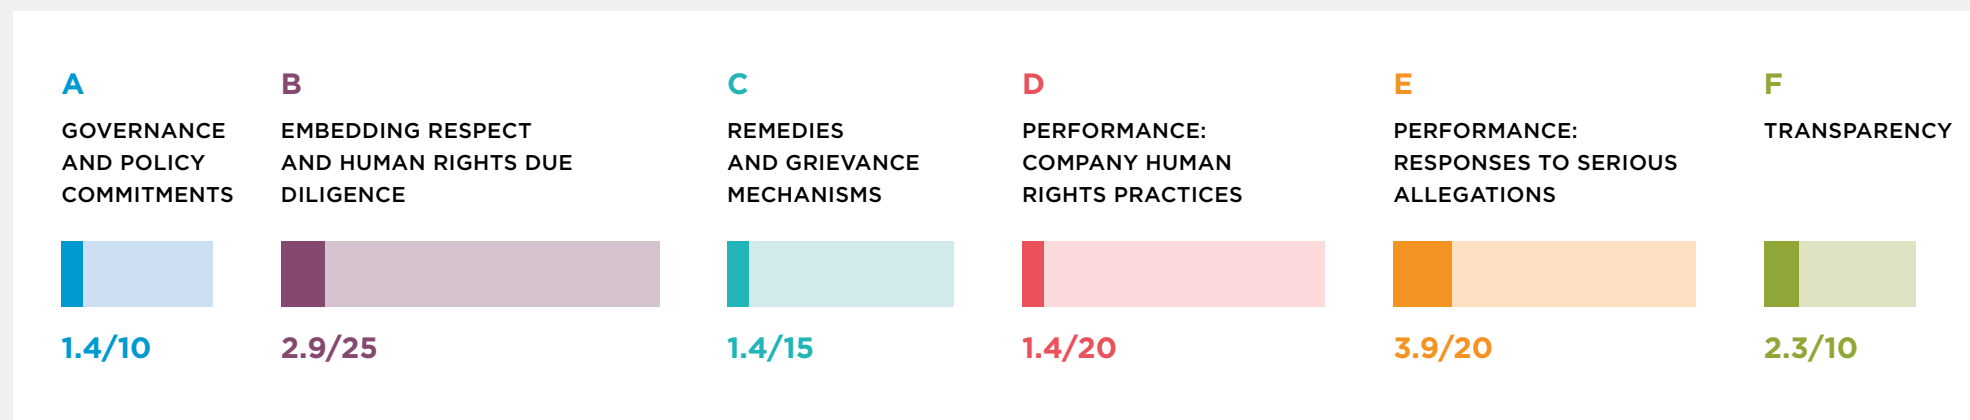 A
GOVERNANCE
AND POLICY
COMMITMENTS
1.4/10
B
EMBEDDING RESPECT
AND HUMAN RIGHTS DUE
DILIGENCE
2.9/25
C
REMEDIES
AND GRIEVANCE
MECHANISMS
1.4/15
D
PERFORMANCE:
COMPANY HUMAN
RIGHTS PRACTICES
1.4/20
E
PERFORMANCE:
RESPONSES TO SERIOUS
ALLEGATIONS
3.9/20
F
TRANSPARENCY
2.3/10